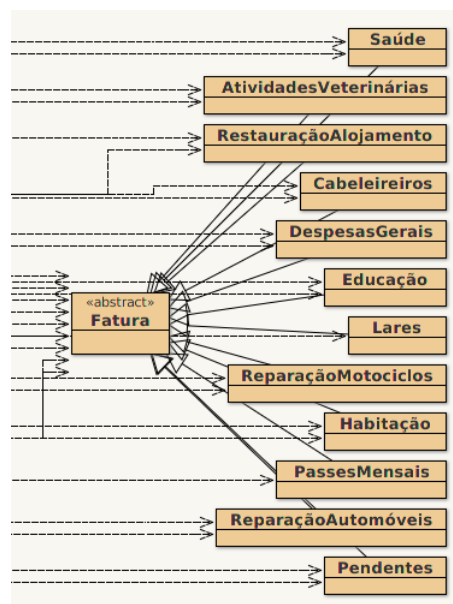 Saúde
AtividadesVeterinárias
RestauraçãoAlojamento
Cabeleireiros
DespesasGerais
Educação
«abstract»
Fatura
Lares
ReparaçãoMotociclos
Habitação
PassesMensais
ReparaçãoAutomóveis
Pendentes